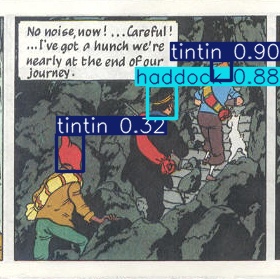 No noise, now! ...Careful!
...I've got a hunch we're
nearly at the end of our
journey.
tintin 0.90
haddock 0.88
tintin 0.32